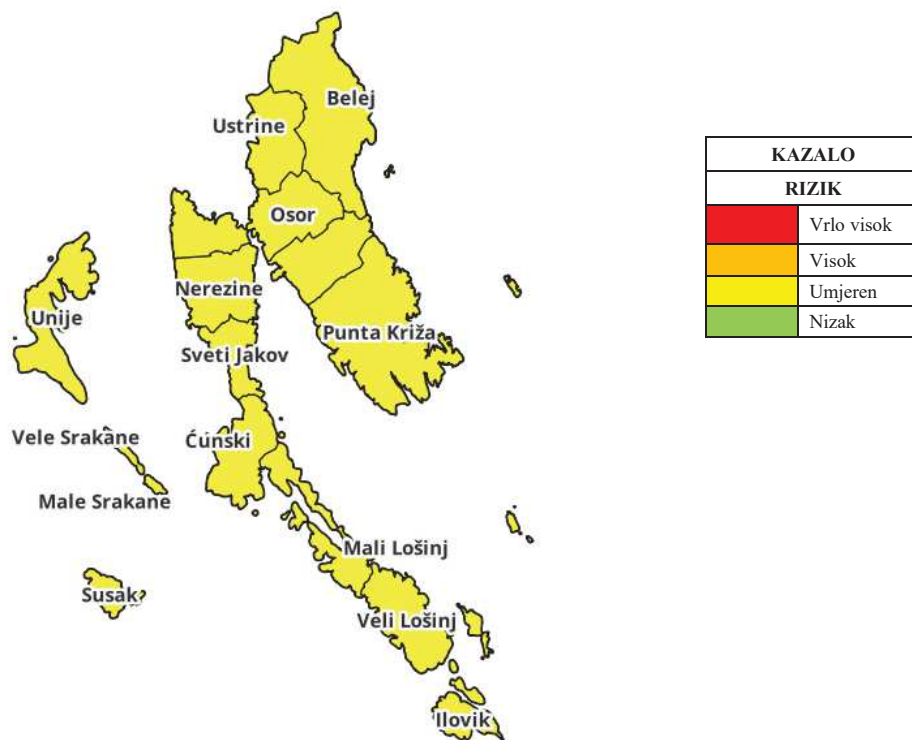 Belej
Ustrine
Osor
Nerezine
Unije
Punta Križa
Sveti Jakov
Vele Srakane
Ćunski
Male Srakane
Mali Lošinj
Susak
Veli Lošinj
Ilovik
KAZALO
RIZIK
Vrlo visok
Visok
Umjeren
Nizak